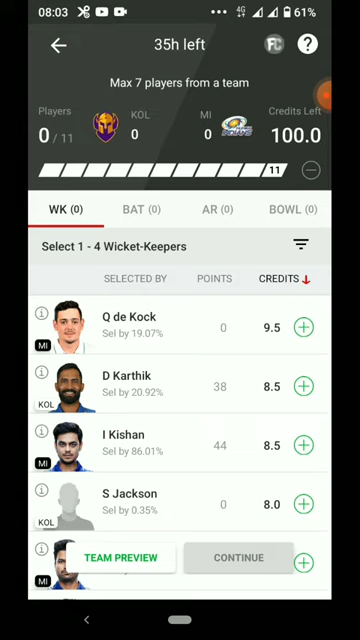 08:03 4G 61%
35h left FC ?
Max 7 players from a team
Players KOL MI Credits Left
0 / 11 0 0 100.0
11
WK (0) BAT (0) AR (0) BOWL (0)
Select 1 - 4 Wicket-Keepers
SELECTED BY POINTS CREDITS
Q de Kock
Sel by 19.07% 0 9.5
MI
D Karthik
Sel by 20.92% 38 8.5
KOL
I Kishan
Sel by 86.01% 44 8.5
MI
S Jackson
Sel by 0.35% 0 8.0
KOL
TEAM PREVIEW CONTINUE
MI